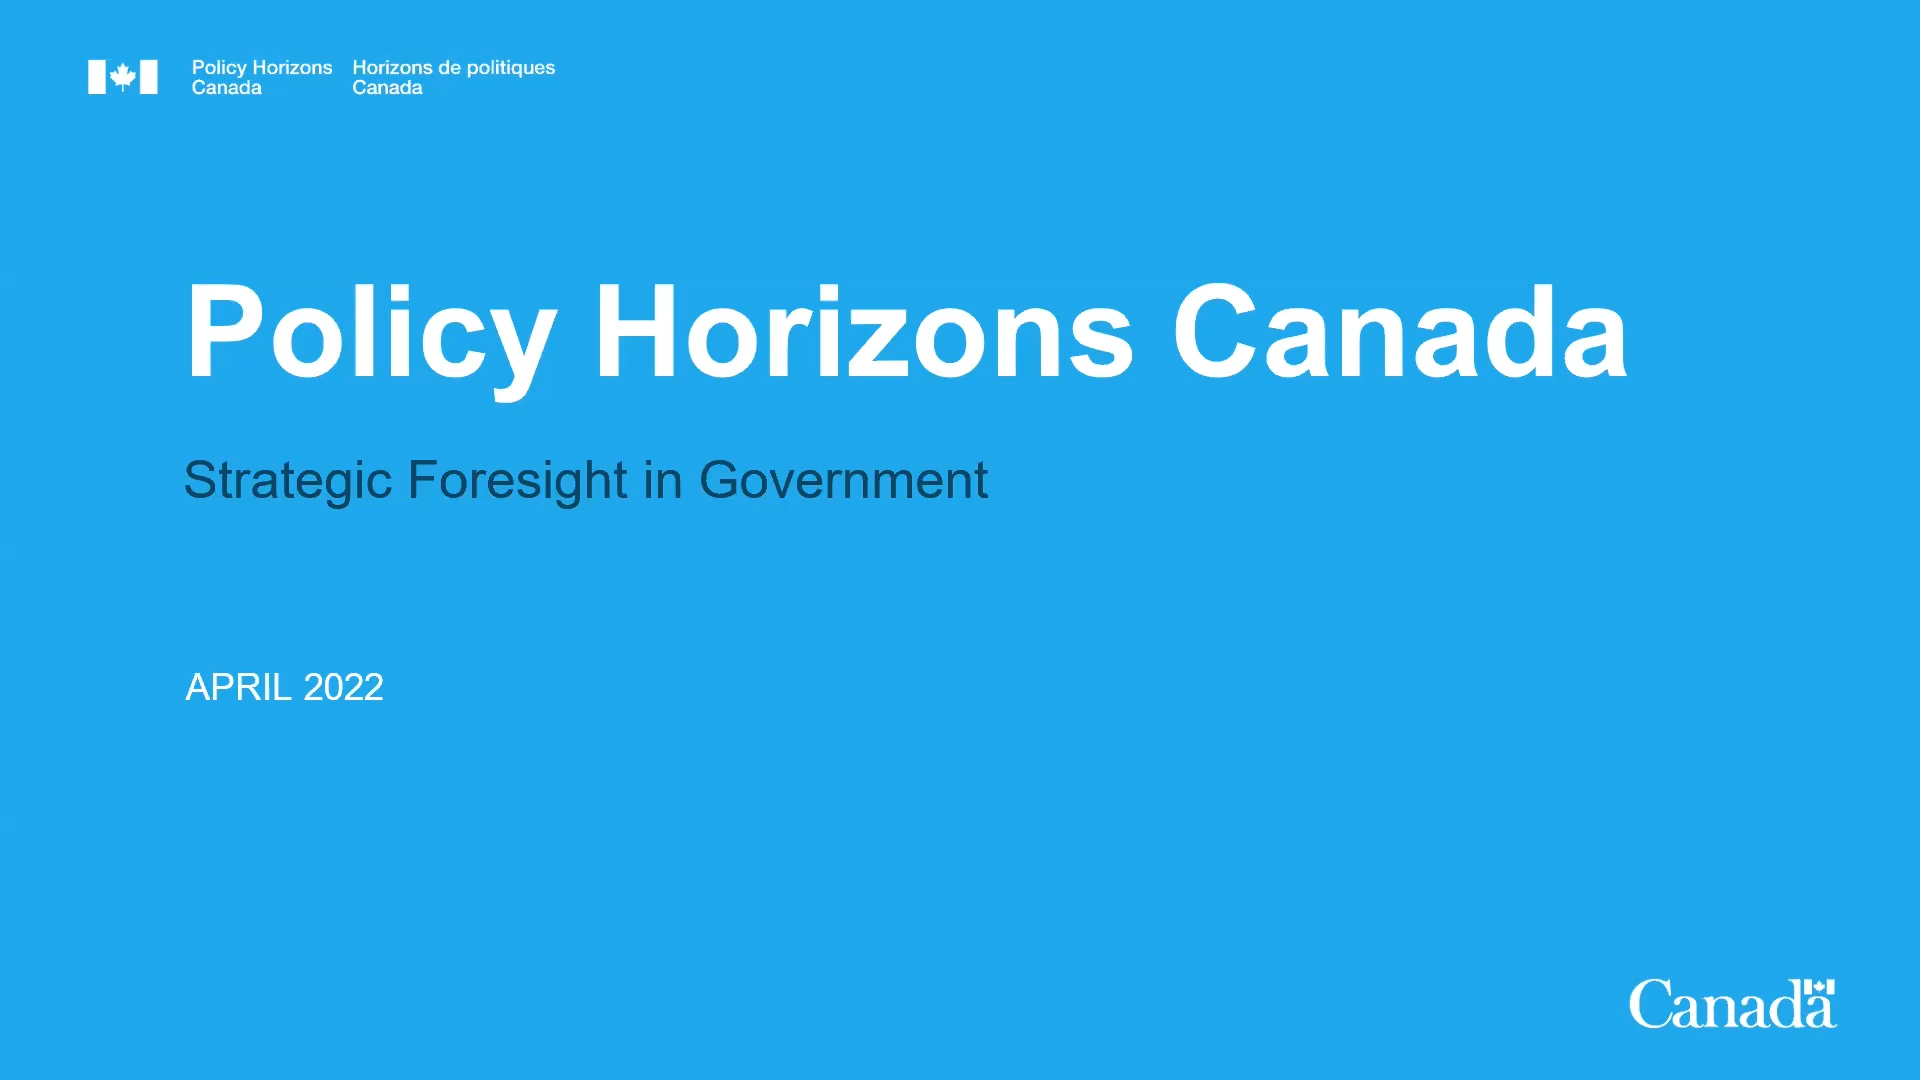 Policy Horizons Canada
Horizons de politiques Canada
Policy Horizons Canada
Strategic Foresight in Government
APRIL 2022
Canada